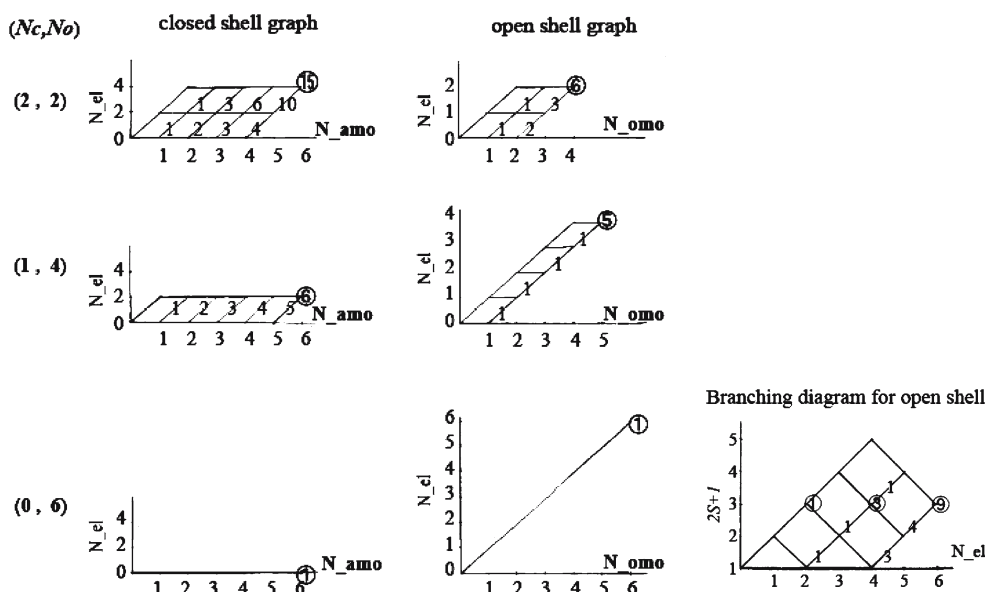 (Nc,No) closed shell graph open shell graph
(2 , 2)
N_el
4
2
0
1 3 6 10
1 2 3 4
15
N_amo
1 2 3 4 5 6
N_el
2
1
0
1 3
1 2
6
N_omo
1 2 3 4
(1 , 4)
N_el
4
2
0
1 2 3 4 5
6
N_amo
1 2 3 4 5 6
N_el
4
3
2
1
0
1
1
1
1
5
N_omo
1 2 3 4 5
(0 , 6)
N_el
4
2
0
1
N_amo
1 2 3 4 5 6
N_el
6
5
4
3
2
1
0
1
N_omo
1 2 3 4 5 6
Branching diagram for open shell
2S+1
5
4
3
2
1
1 3 9
1
1 4
1 3
N_el
1 2 3 4 5 6